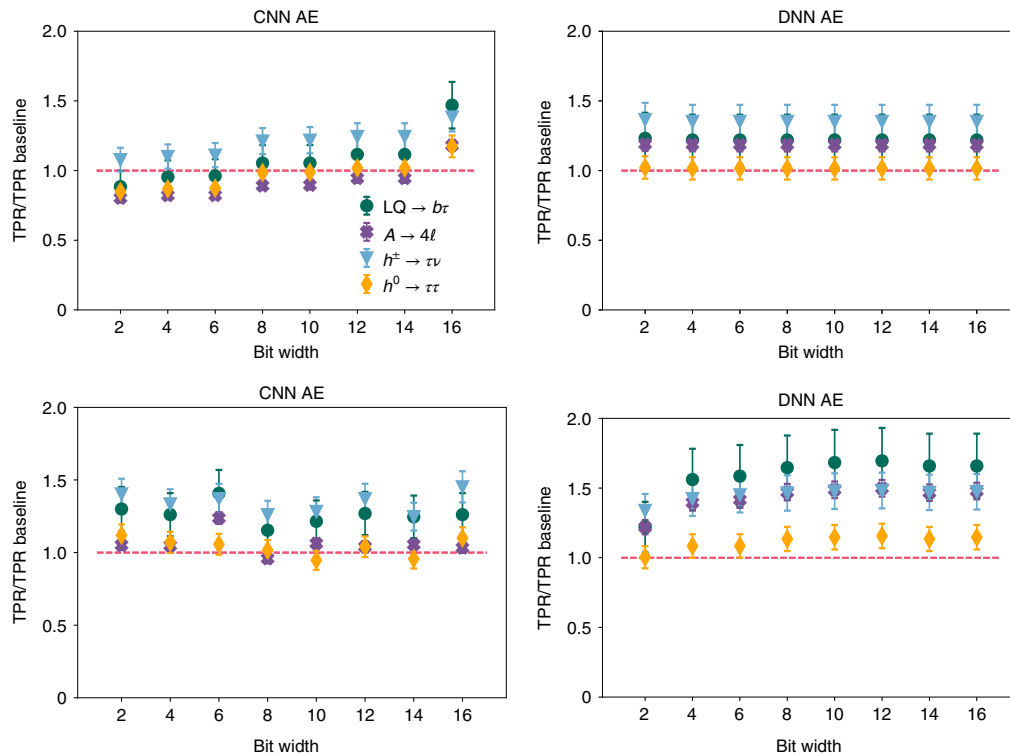 CNN AE
2.0
1.5
1.0
0.5
0
TPR/TPR baseline
LQ → bτ
A → 4ℓ
h± → τν
h⁰ → ττ
2 4 6 8 10 12 14 16
Bit width
DNN AE
2.0
1.5
1.0
0.5
0
TPR/TPR baseline
2 4 6 8 10 12 14 16
Bit width
CNN AE
2.0
1.5
1.0
0.5
0
TPR/TPR baseline
2 4 6 8 10 12 14 16
Bit width
DNN AE
2.0
1.5
1.0
0.5
0
TPR/TPR baseline
2 4 6 8 10 12 14 16
Bit width